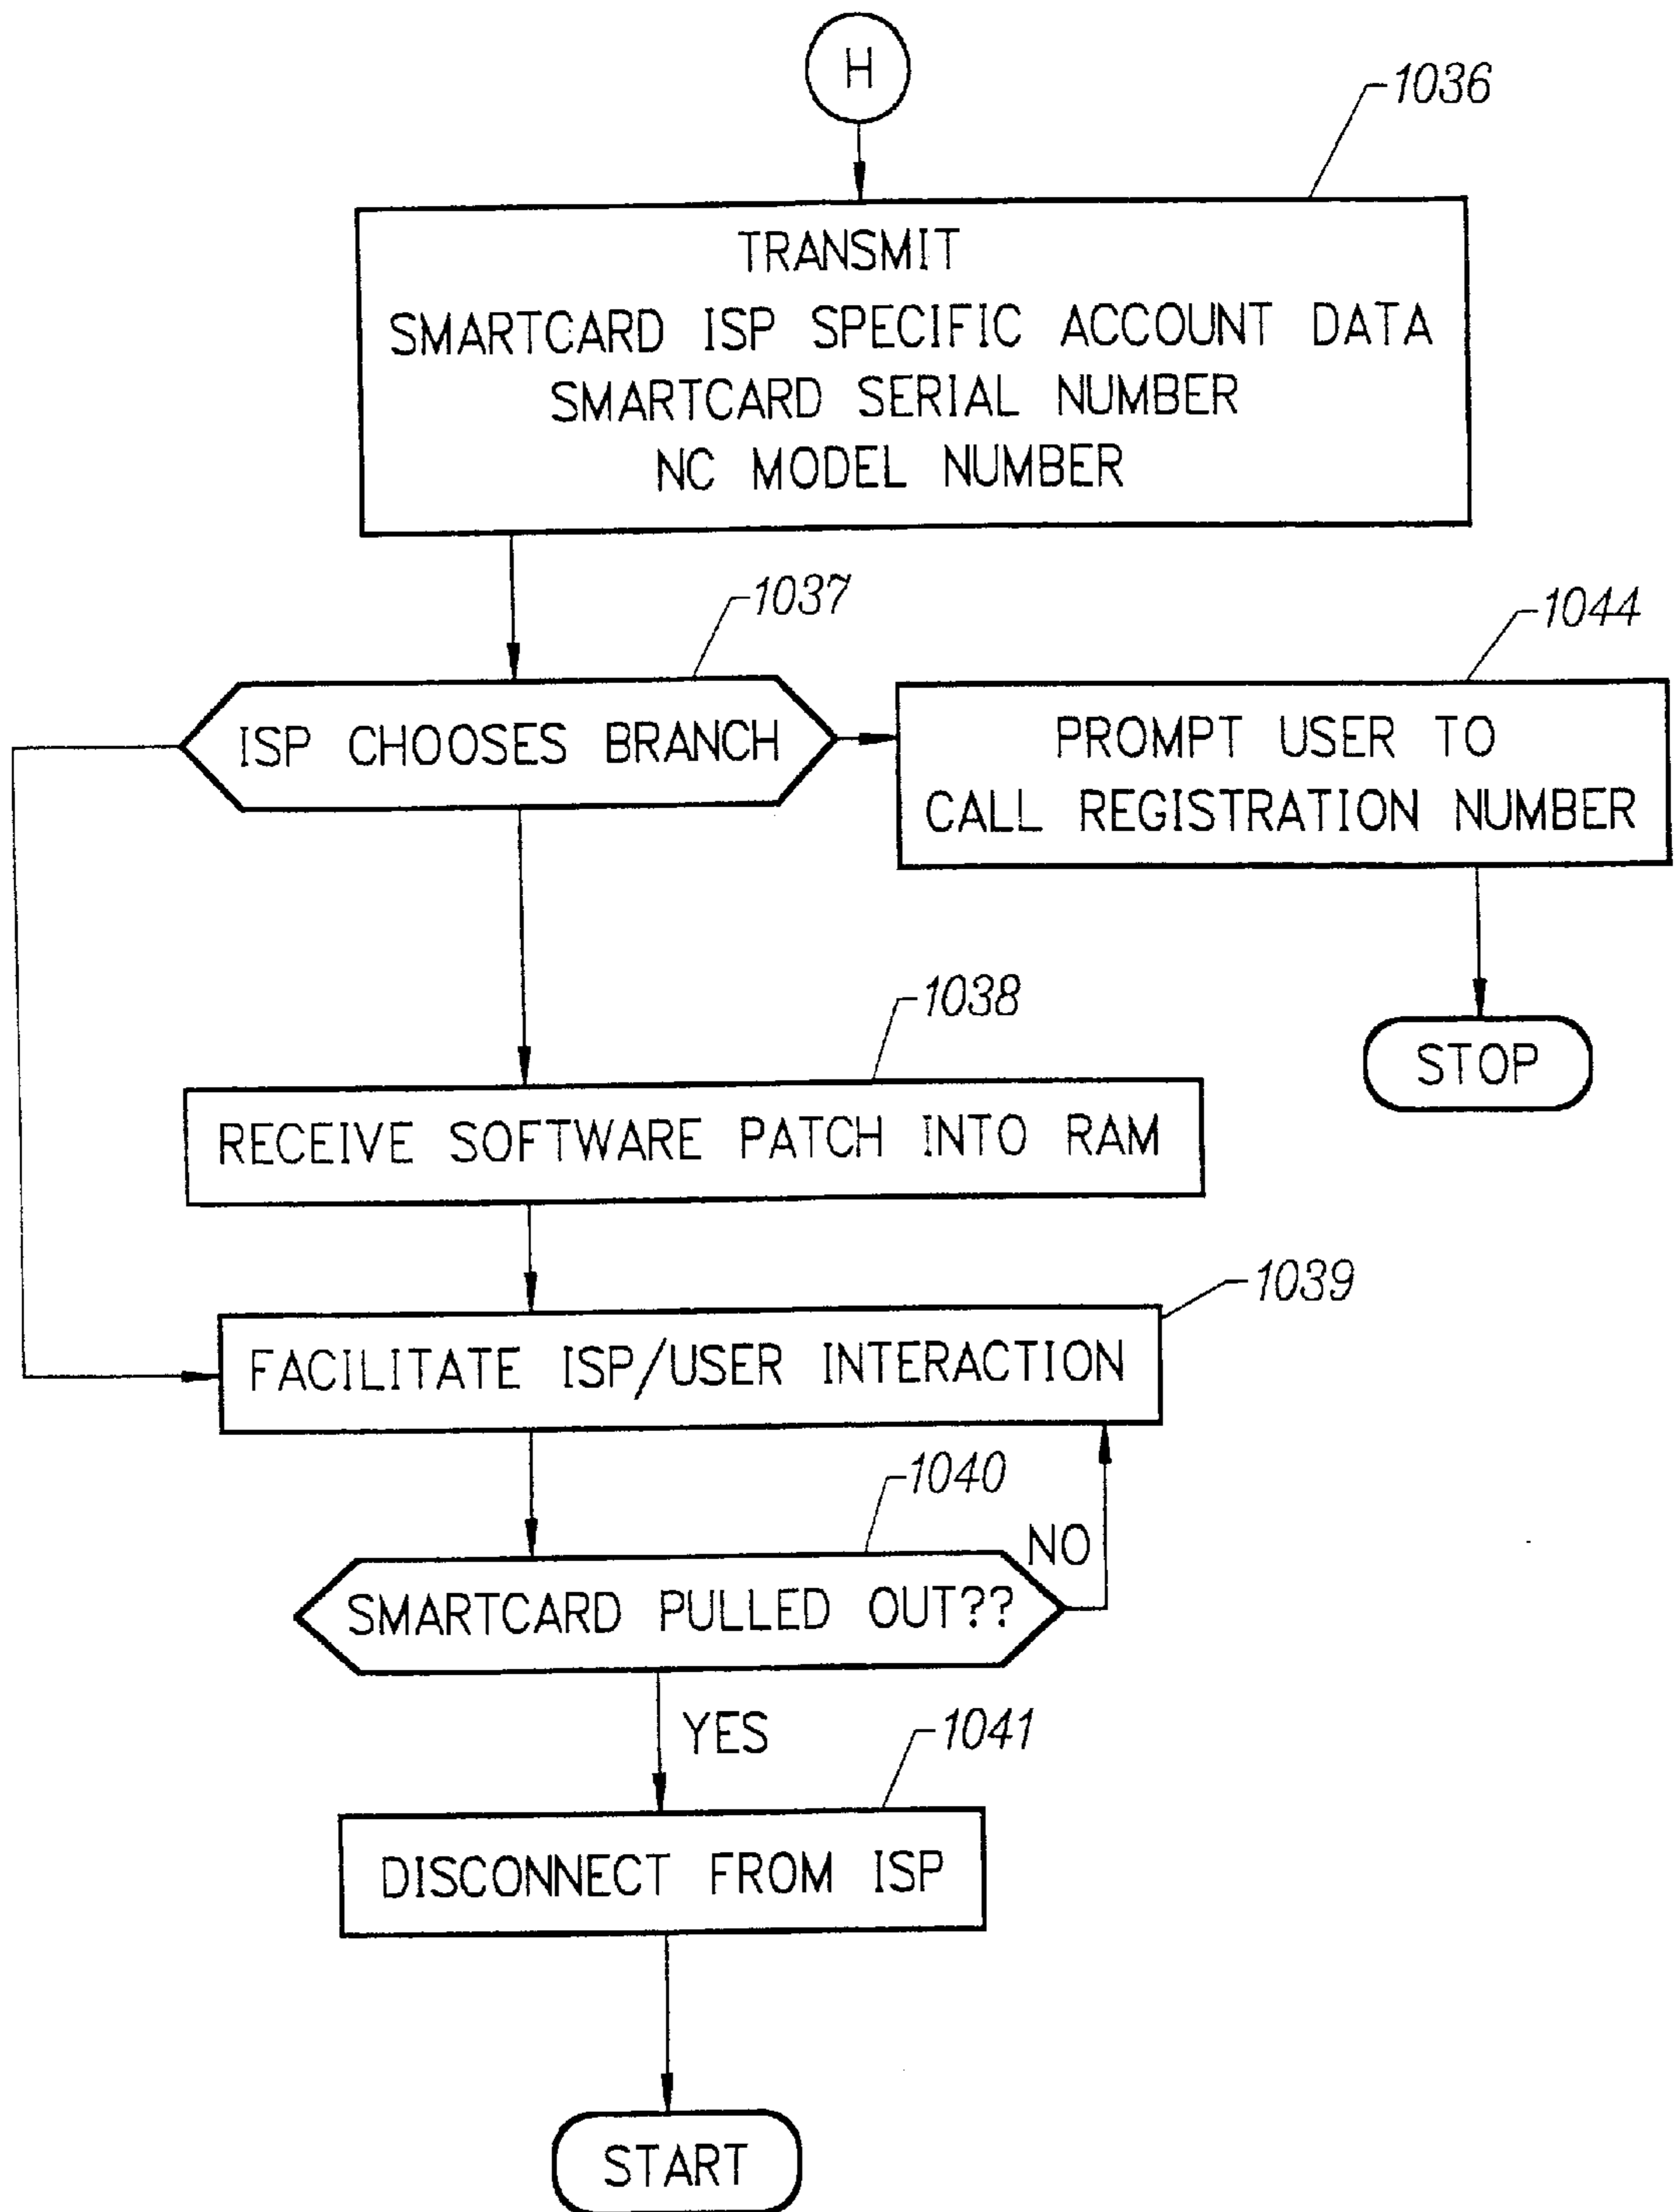 H
1036
TRANSMIT
SMARTCARD ISP SPECIFIC ACCOUNT DATA
SMARTCARD SERIAL NUMBER
NC MODEL NUMBER
1037
ISP CHOOSES BRANCH
1044
PROMPT USER TO
CALL REGISTRATION NUMBER
STOP
1038
RECEIVE SOFTWARE PATCH INTO RAM
1039
FACILITATE ISP/USER INTERACTION
1040
SMARTCARD PULLED OUT??
NO
YES
1041
DISCONNECT FROM ISP
START